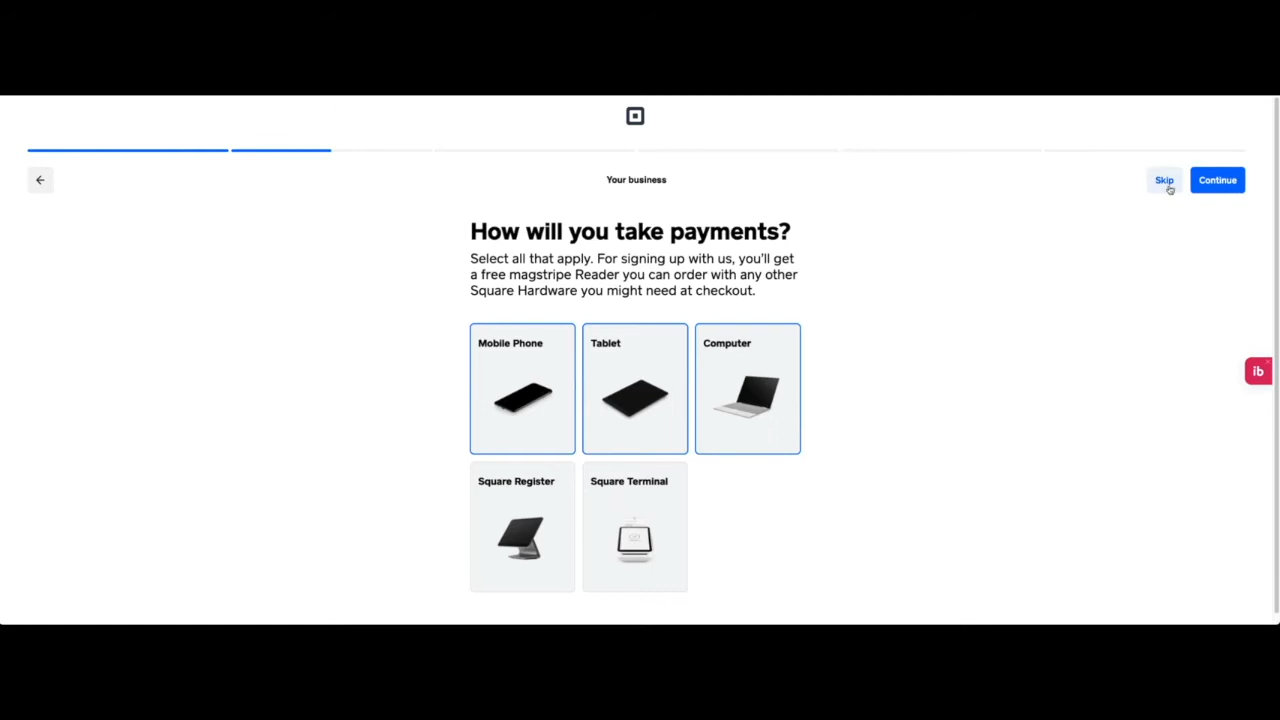 Your business
Skip
Continue
How will you take payments?
Select all that apply. For signing up with us, you'll get
a free magstripe Reader you can order with any other
Square Hardware you might need at checkout.
Mobile Phone
Tablet
Computer
ib
Square Register
Square Terminal